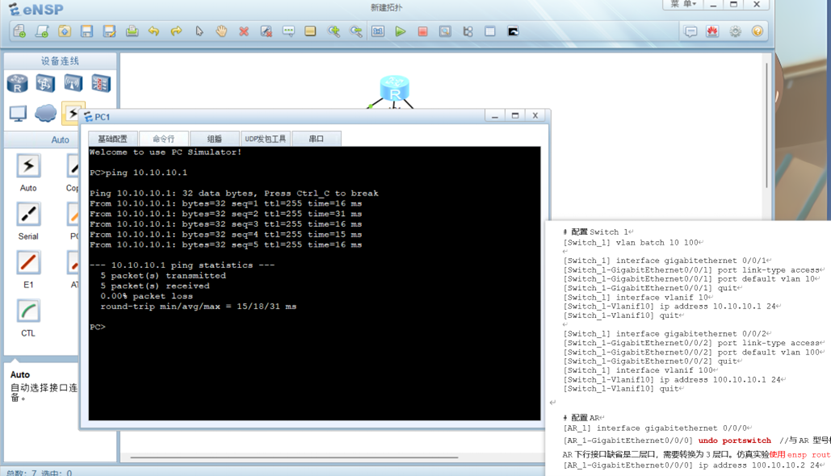 eNSP
新建拓扑
菜 单
设备连线
Auto
Auto
Cop
Serial
PO
E1
AT
CTL
Auto
自动选择接口连
备。
总数: 7 选中: 0
R
PC1
基础配置
命令行
组播
UDP发包工具
串口
Welcome to use PC Simulator!
PC>ping 10.10.10.1
Ping 10.10.10.1: 32 data bytes, Press Ctrl_C to break
From 10.10.10.1: bytes=32 seq=1 ttl=255 time=16 ms
From 10.10.10.1: bytes=32 seq=2 ttl=255 time=31 ms
From 10.10.10.1: bytes=32 seq=3 ttl=255 time=16 ms
From 10.10.10.1: bytes=32 seq=4 ttl=255 time=15 ms
From 10.10.10.1: bytes=32 seq=5 ttl=255 time=16 ms
--- 10.10.10.1 ping statistics ---
5 packet(s) transmitted
5 packet(s) received
0.00% packet loss
round-trip min/avg/max = 15/18/31 ms
PC>
# 配置 Switch 1
[Switch_1] vlan batch 10 100
[Switch_1] interface gigabitethernet 0/0/1
[Switch_1-GigabitEthernet0/0/1] port link-type access
[Switch_1-GigabitEthernet0/0/1] port default vlan 10
[Switch_1-GigabitEthernet0/0/1] quit
[Switch_1] interface vlanif 10
[Switch_1-Vlanif10] ip address 10.10.10.1 24
[Switch_1-Vlanif10] quit
[Switch_1] interface gigabitethernet 0/0/2
[Switch_1-GigabitEthernet0/0/2] port link-type access
[Switch_1-GigabitEthernet0/0/2] port default vlan 100
[Switch_1-GigabitEthernet0/0/2] quit
[Switch_1] interface vlanif 100
[Switch_1-Vlanif10] ip address 100.10.10.1 24
[Switch_1-Vlanif10] quit
# 配置 AR
[AR_1] interface gigabitethernet 0/0/0
[AR_1-GigabitEthernet0/0/0] undo portswitch //与 AR 型号
AR 下行接口缺省是二层口，需要转换为 3 层口。仿真实验使用 ensp rout
[AR_1-GigabitEthernet0/0/0] ip address 100.10.10.2 24